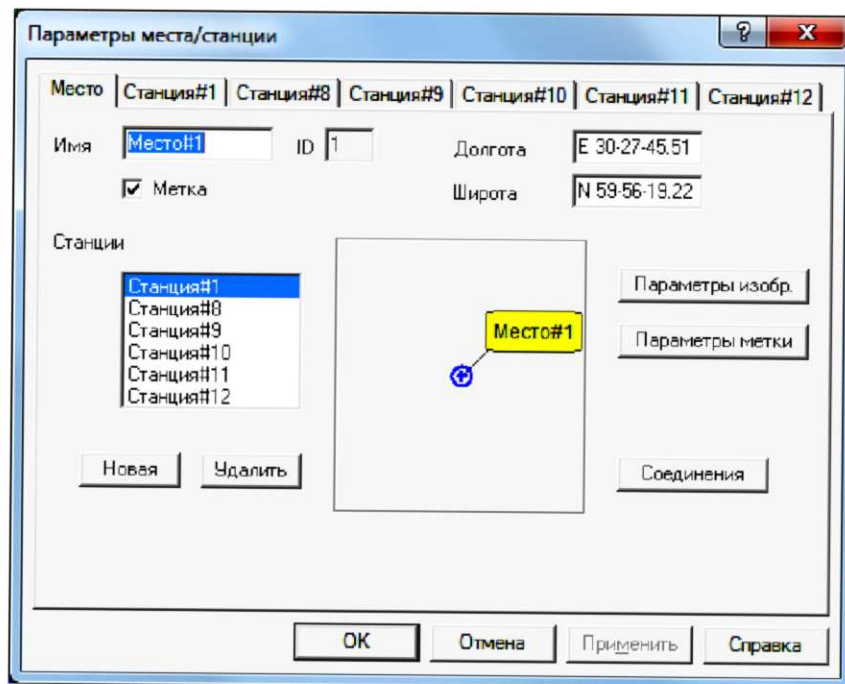 Параметры места/станции
Место Станция#1 Станция#8 Станция#9 Станция#10 Станция#11 Станция#12
Имя Место#1 ID 1 Долгота E 30-27-45.51
Метка Широта N 59-56-19.22
Станции
Станция#1
Станция#8
Станция#9
Станция#10
Станция#11
Станция#12
Место#1
Параметры изобр.
Параметры метки
Новая Удалить Соединения
OK Отмена Применить Справка